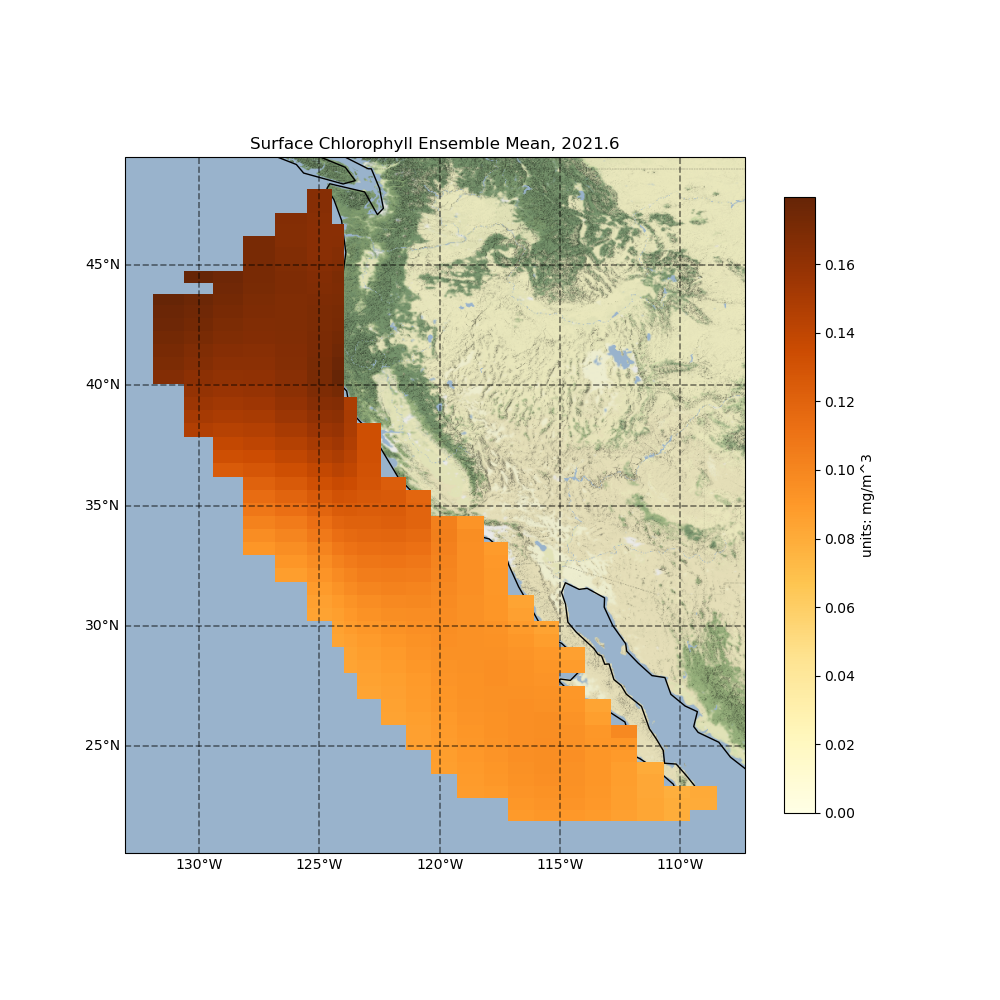 Surface Chlorophyll Ensemble Mean, 2021.6
45°N
40°N
35°N
30°N
25°N
130°W 125°W 120°W 115°W 110°W
0.16
0.14
0.12
0.10
0.08
0.06
0.04
0.02
0.00
units: mg/m^3